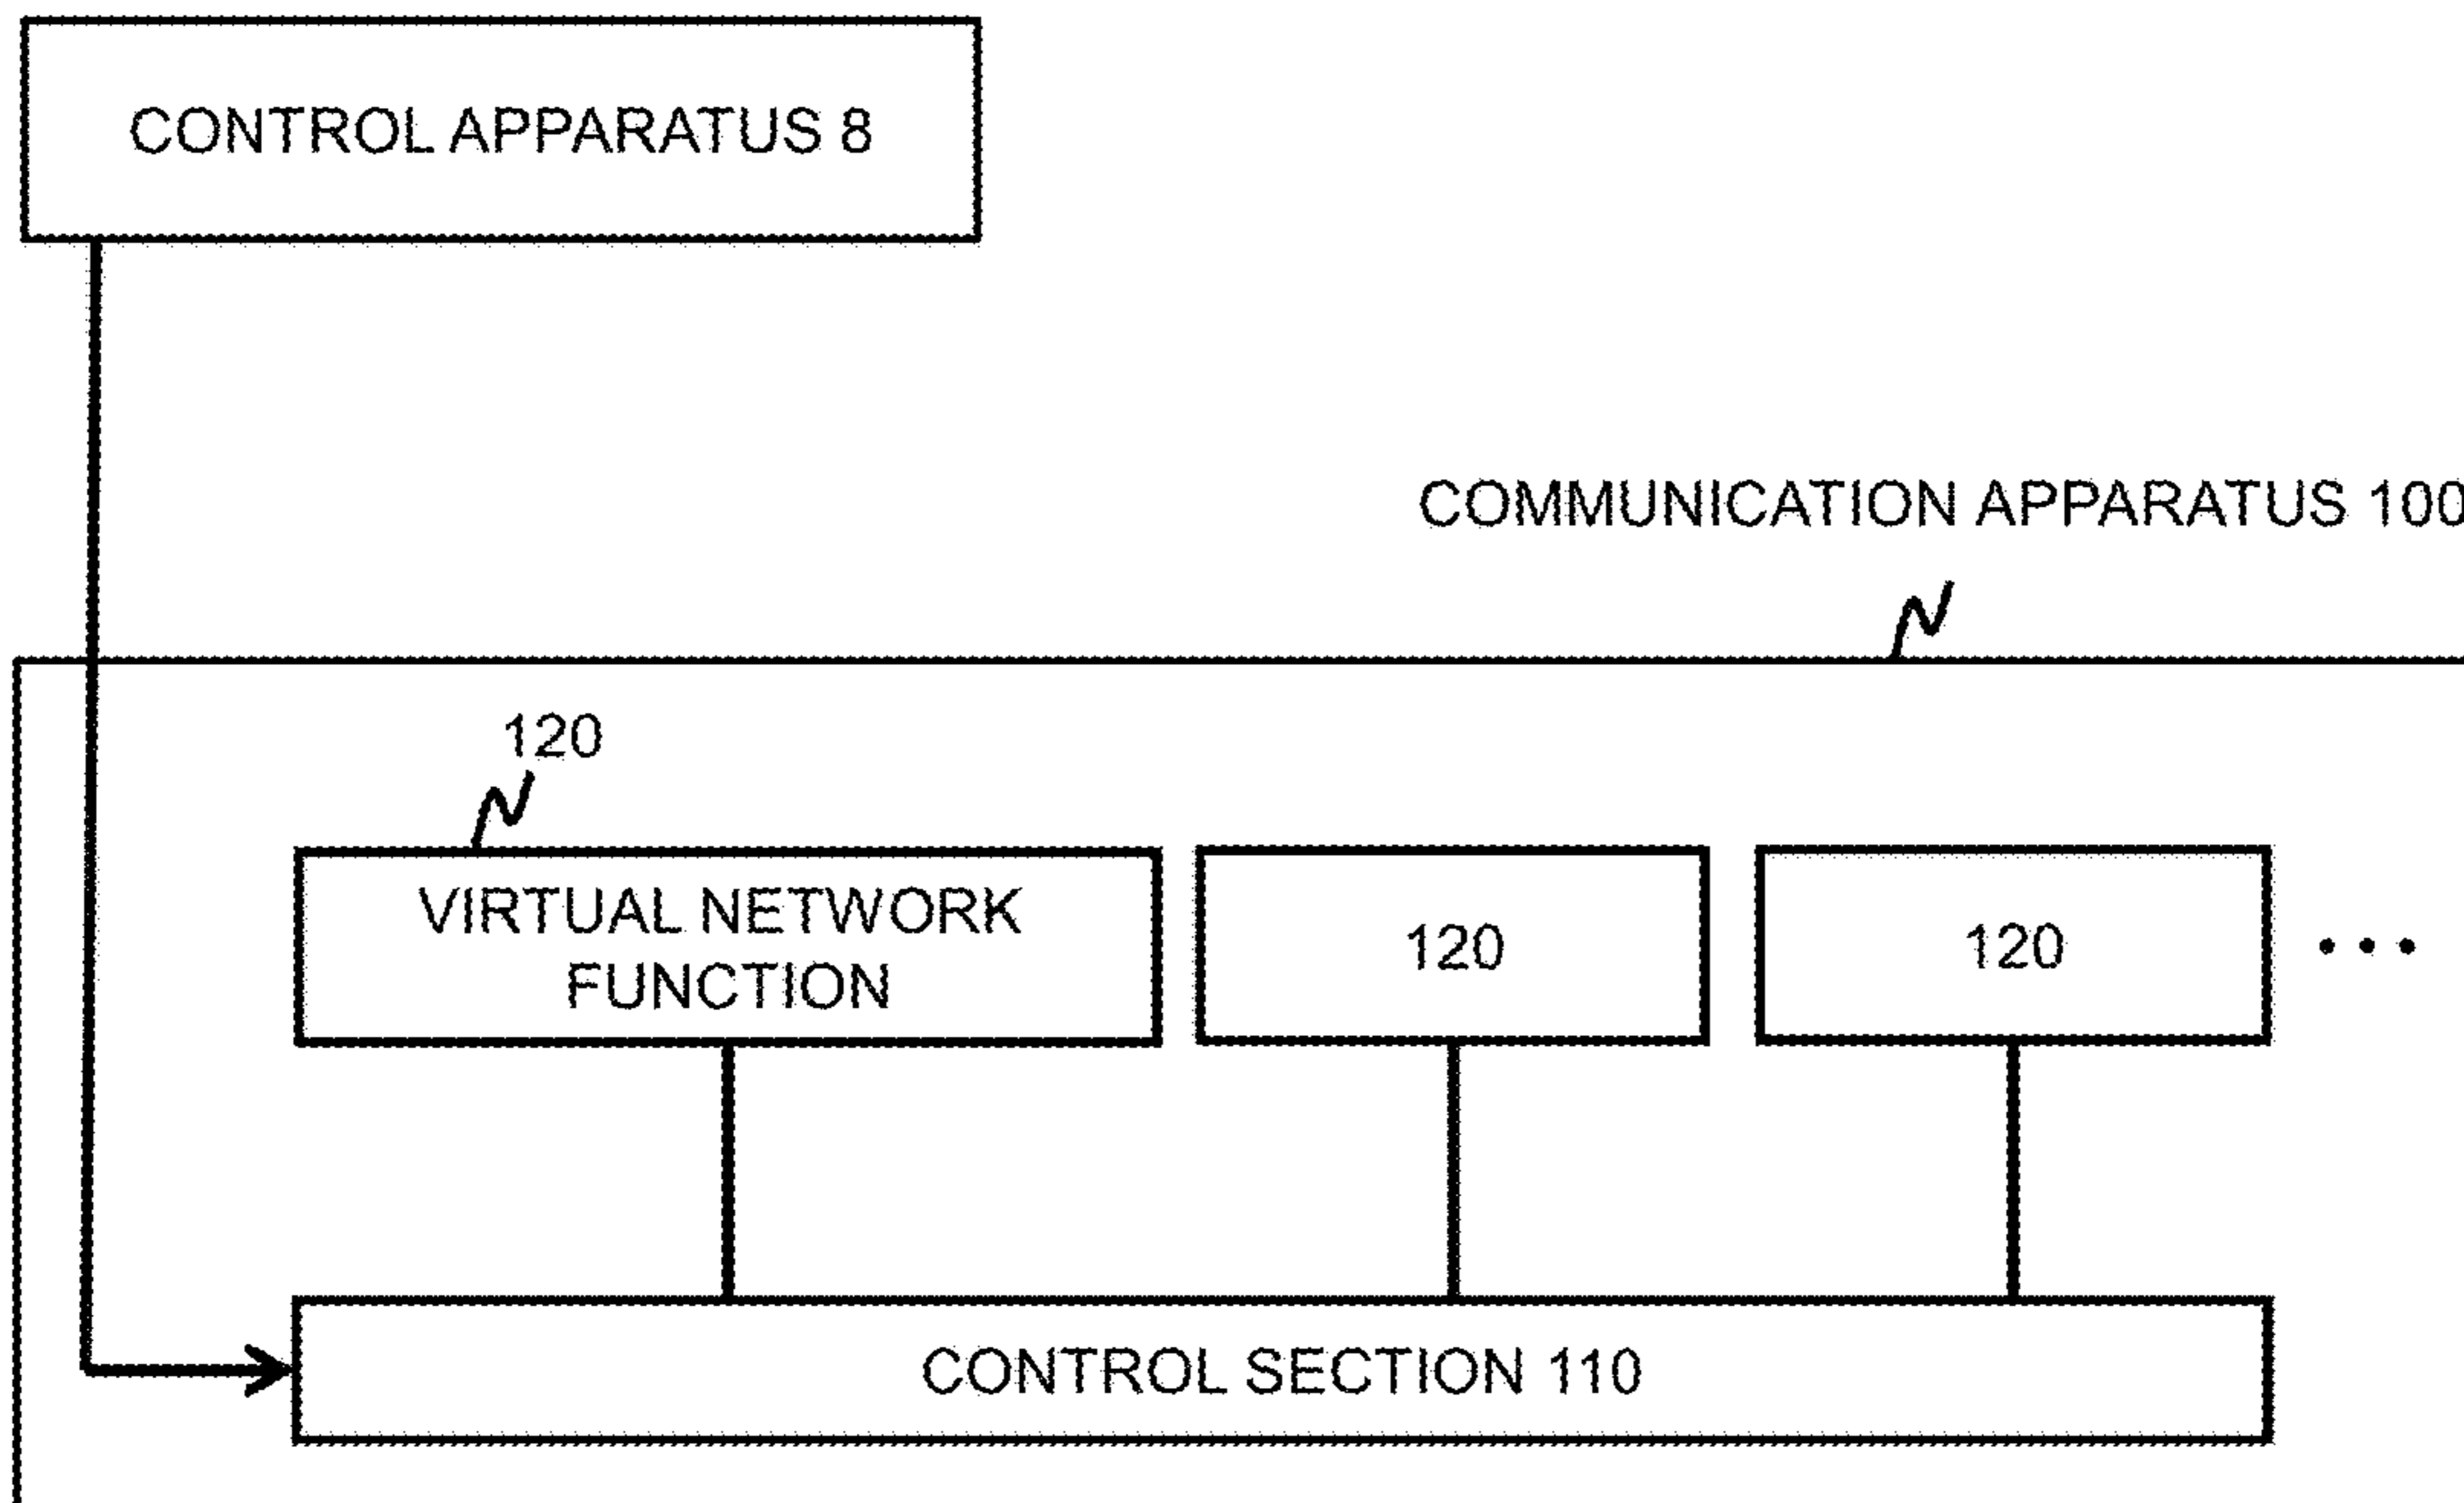 CONTROL APPARATUS 8
COMMUNICATION APPARATUS 100
120
VIRTUAL NETWORK
FUNCTION
120
120
• • •
CONTROL SECTION 110